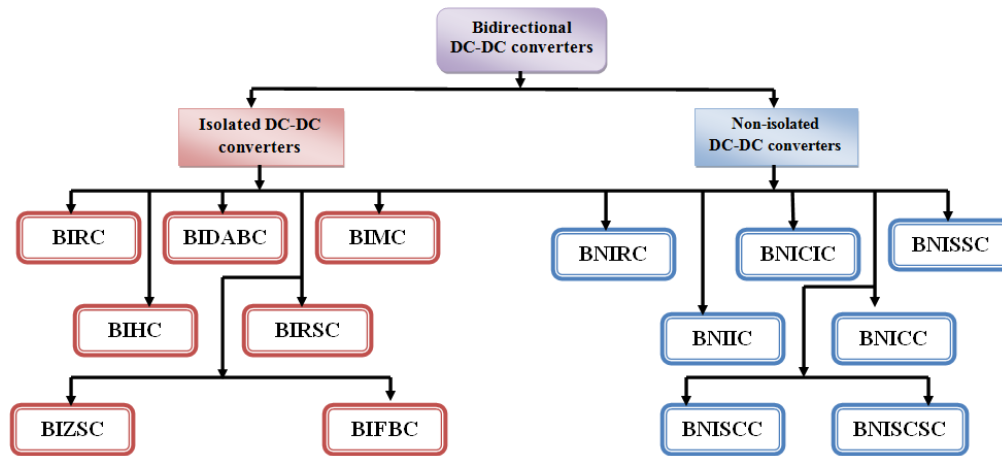 Bidirectional
DC-DC converters
Isolated DC-DC
converters
Non-isolated
DC-DC converters
BIRC
BIDABC
BIMC
BNIRC
BNICIC
BNISSC
BIHC
BIRSC
BNIIC
BNICC
BIZSC
BIFBC
BNISCC
BNISCSC